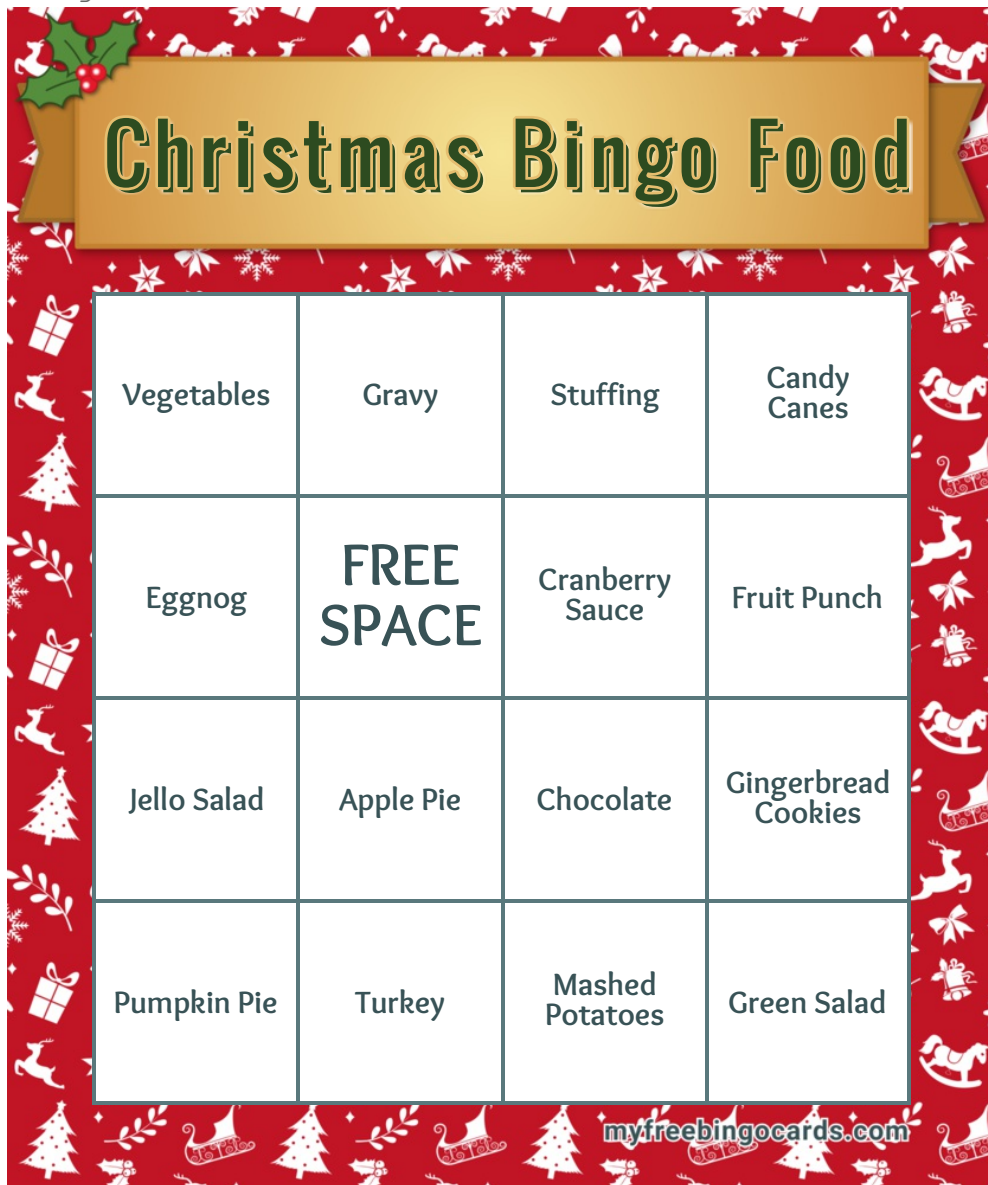 Christmas Bingo Food
Vegetables
Gravy
Stuffing
Candy
Canes
Eggnog
FREE
SPACE
Cranberry
Sauce
Fruit Punch
Jello Salad
Apple Pie
Chocolate
Gingerbread
Cookies
Pumpkin Pie
Turkey
Mashed
Potatoes
Green Salad
myfreebingocards.com